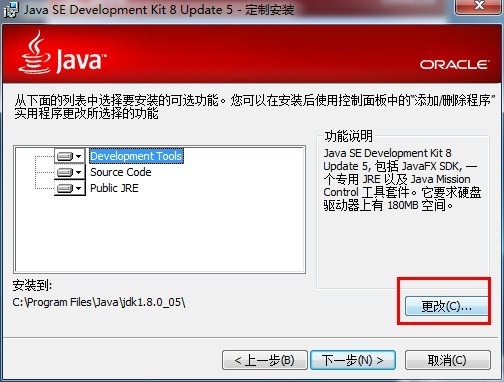 Java SE Development Kit 8 Update 5 - 定制安装
Java™
ORACLE
从下面的列表中选择要安装的可选功能。您可以在安装后使用控制面板中的“添加/删除程序”
实用程序更改所选择的功能
Development Tools
Source Code
Public JRE
功能说明
Java SE Development Kit 8
Update 5, 包括 JavaFX SDK, 一
个专用 JRE 以及 Java Mission
Control 工具套件。它要求硬盘
驱动器上有 180MB 空间。
安装到:
C:\Program Files\Java\jdk1.8.0_05\
更改(C)...
< 上一步(B)
下一步(N) >
取消(C)